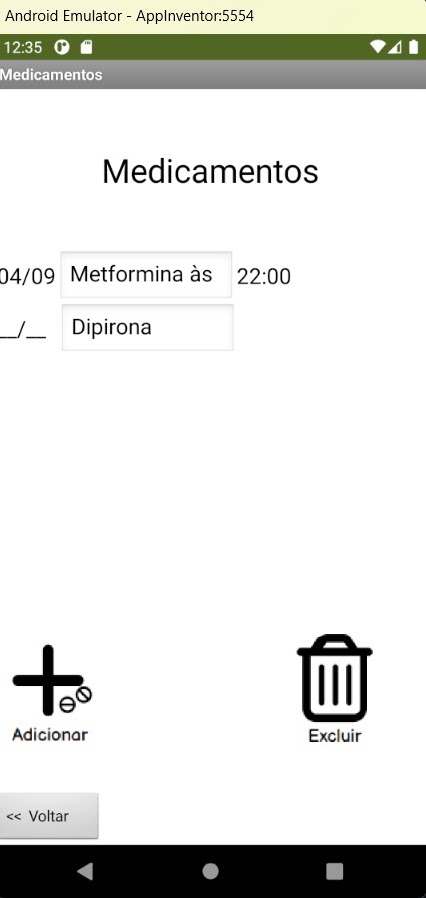 Android Emulator - AppInventor:5554
12:35
Medicamentos
Medicamentos
04/09 Metformina às 22:00
__/__ Dipirona
Adicionar Excluir
<< Voltar